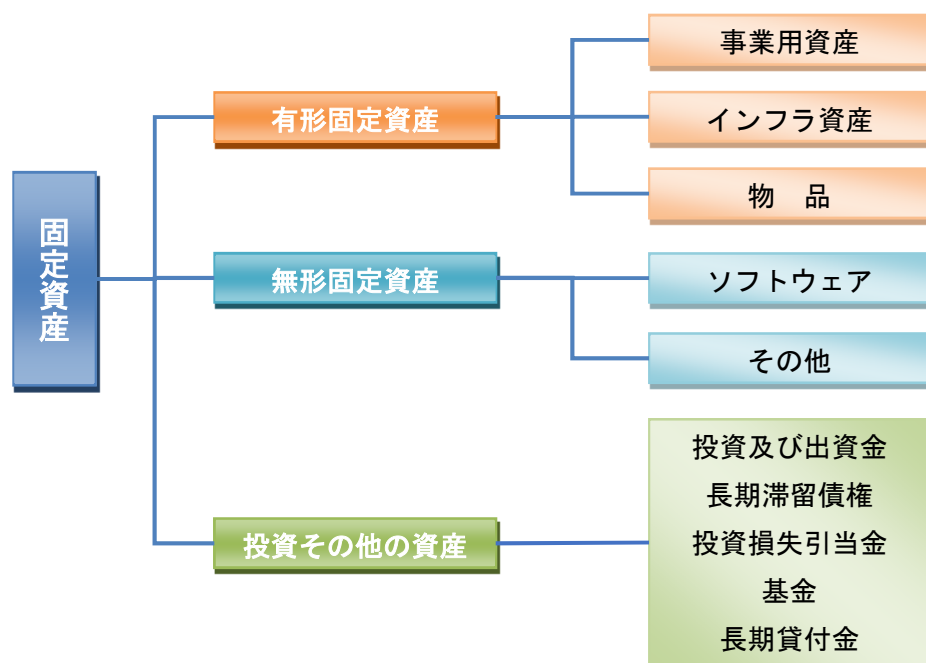 固定資産
有形固定資産
事業用資産
インフラ資産
物　品
無形固定資産
ソフトウェア
その他
投資その他の資産
投資及び出資金
長期滞留債権
投資損失引当金
基金
長期貸付金